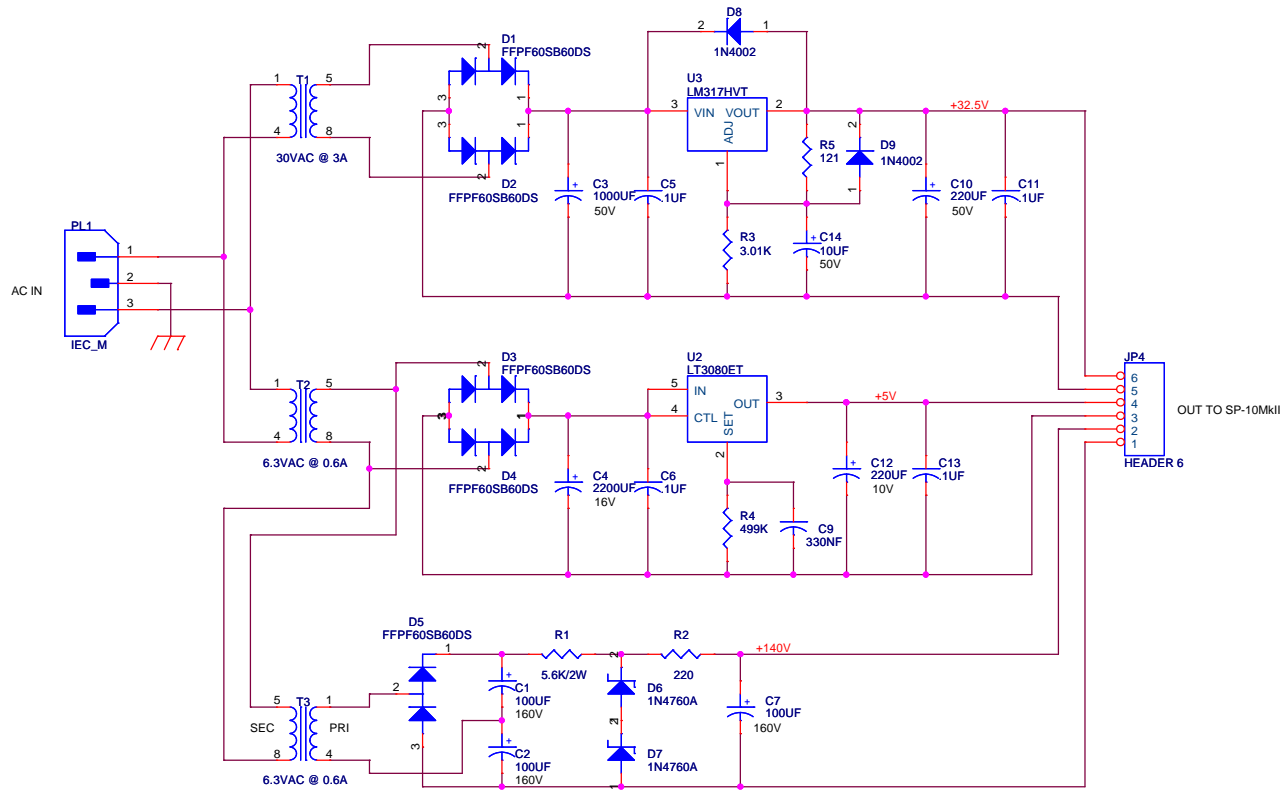 D8
2
1
1N4002
D1
FFPF60SB60DS
2
3
1
3
1
2
D2
FFPF60SB60DS
T1
1
5
4
8
30VAC @ 3A
U3
LM317HVT
3
VIN
VOUT
2
ADJ
1
+32.5V
R5
121
2
D9
1N4002
1
C3
1000UF
50V
C5
.1UF
C10
220UF
50V
C11
.1UF
R3
3.01K
C14
10UF
50V
PL1
1
2
3
AC IN
IEC_M
T2
1
5
4
8
6.3VAC @ 0.6A
D3
FFPF60SB60DS
2
3
1
2
D4
FFPF60SB60DS
U2
LT3080ET
5
IN
4
CTL
OUT
3
SET
2
+5V
C4
2200UF
16V
C6
.1UF
C12
220UF
10V
C13
.1UF
R4
499K
C9
330NF
JP4
6
5
4
3
2
1
HEADER 6
OUT TO SP-10MkII
D5
FFPF60SB60DS
1
2
3
R1
5.6K/2W
R2
220
+140V
C1
100UF
160V
C2
100UF
160V
2
D6
1N4760A
2
D7
1N4760A
1
C7
100UF
160V
T3
5
1
SEC
PRI
8
4
6.3VAC @ 0.6A